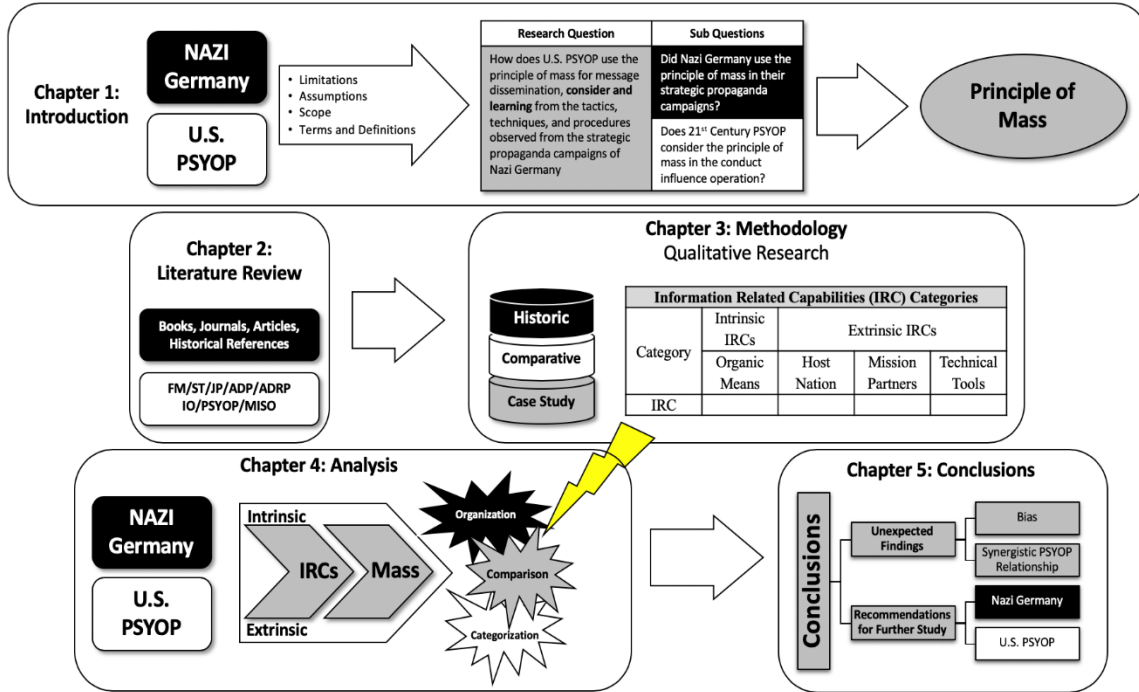 Chapter 1:
Introduction
NAZI
Germany
U.S.
PSYOP
• Limitations
• Assumptions
• Scope
• Terms and Definitions
Research Question
How does U.S. PSYOP use the
principle of mass for message
dissemination, consider and
learning from the tactics,
techniques, and procedures
observed from the strategic
propaganda campaigns of
Nazi Germany
Sub Questions
Did Nazi Germany use the
principle of mass in their
strategic propaganda
campaigns?
Does 21st Century PSYOP
consider the principle of
mass in the conduct
influence operation?
Principle of
Mass
Chapter 2:
Literature Review
Books, Journals, Articles,
Historical References
FM/ST/JP/ADP/ADRP
IO/PSYOP/MISO
Chapter 3: Methodology
Qualitative Research
Historic
Comparative
Case Study
Information Related Capabilities (IRC) Categories
Category
Intrinsic
IRCs
Extrinsic IRCs
Organic
Means
Host
Nation
Mission
Partners
Technical
Tools
IRC
Chapter 4: Analysis
NAZI
Germany
U.S.
PSYOP
Intrinsic
IRCs
Mass
Extrinsic
Organization
Comparison
Categorization
Chapter 5: Conclusions
Conclusions
Unexpected
Findings
Bias
Synergistic PSYOP
Relationship
Recommendations
for Further Study
Nazi Germany
U.S. PSYOP